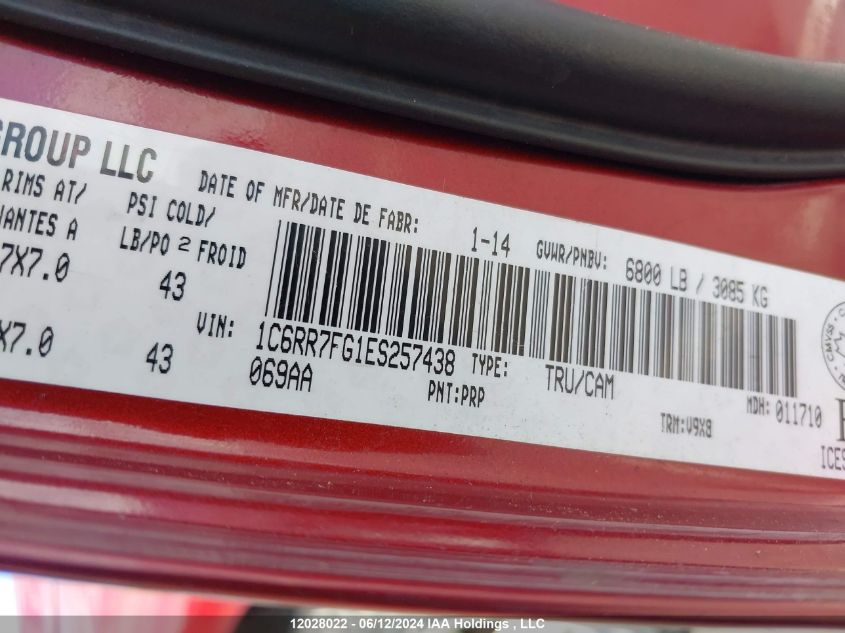 GROUP LLC
DATE OF MFR/DATE DE FABR: 1-14 GVWR/PNBV: 6800 LB / 3085 KG
RIMS AT/ PSI COLD/
A LB/PO 2 FROID
7X7.0 43
X7.0 43
VIN: 1C6RR7FG1ES257438 TYPE: TRU/CAM MDH: 011710
069AA PNT:PRP TRM:V9X8
CMVSS
ICES
12028022 - 06/12/2024 IAA Holdings , LLC